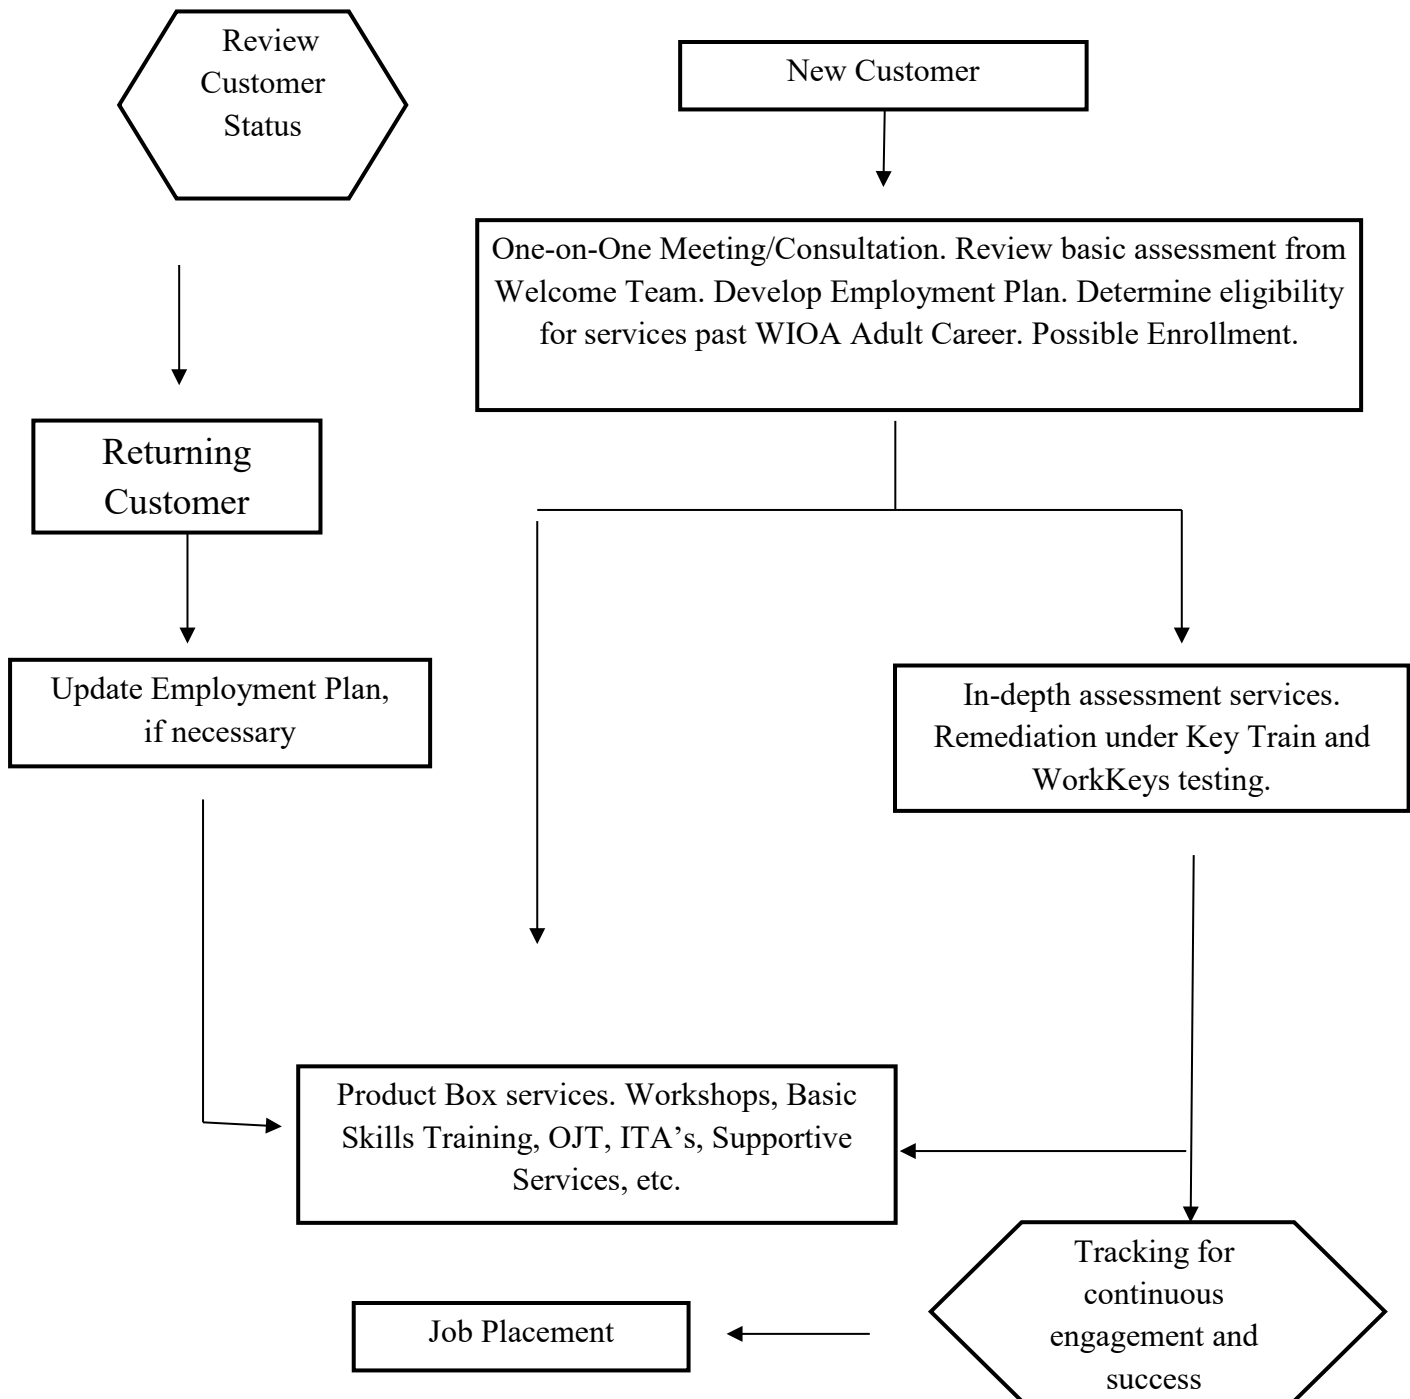 Review
Customer
Status
New Customer
One-on-One Meeting/Consultation. Review basic assessment from
Welcome Team. Develop Employment Plan. Determine eligibility
for services past WIOA Adult Career. Possible Enrollment.
Returning
Customer
Update Employment Plan,
if necessary
In-depth assessment services.
Remediation under Key Train and
WorkKeys testing.
Product Box services. Workshops, Basic
Skills Training, OJT, ITA’s, Supportive
Services, etc.
Tracking for
continuous
engagement and
success
Job Placement